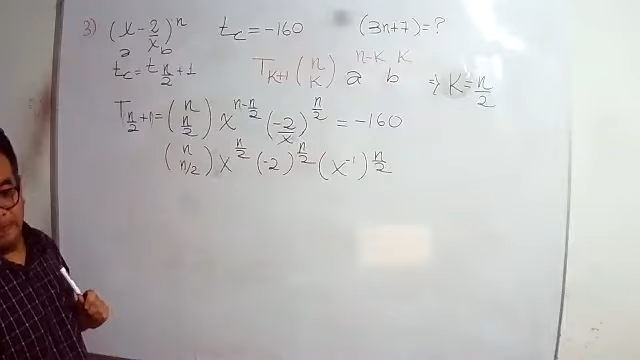 3) (x - 2/x)^n  t_c = -160  (3n+7) = ?
a b
t_c = t_{n/2+1}  T_{K+1} (n K) a^{n-K} b^K  ⇒ K = n/2
T_{n/2+1} = (n n/2) x^{n-n/2} (-2/x)^{n/2} = -160
(n n/2) x^{n/2} (-2)^{n/2} (x^{-1})^{n/2}